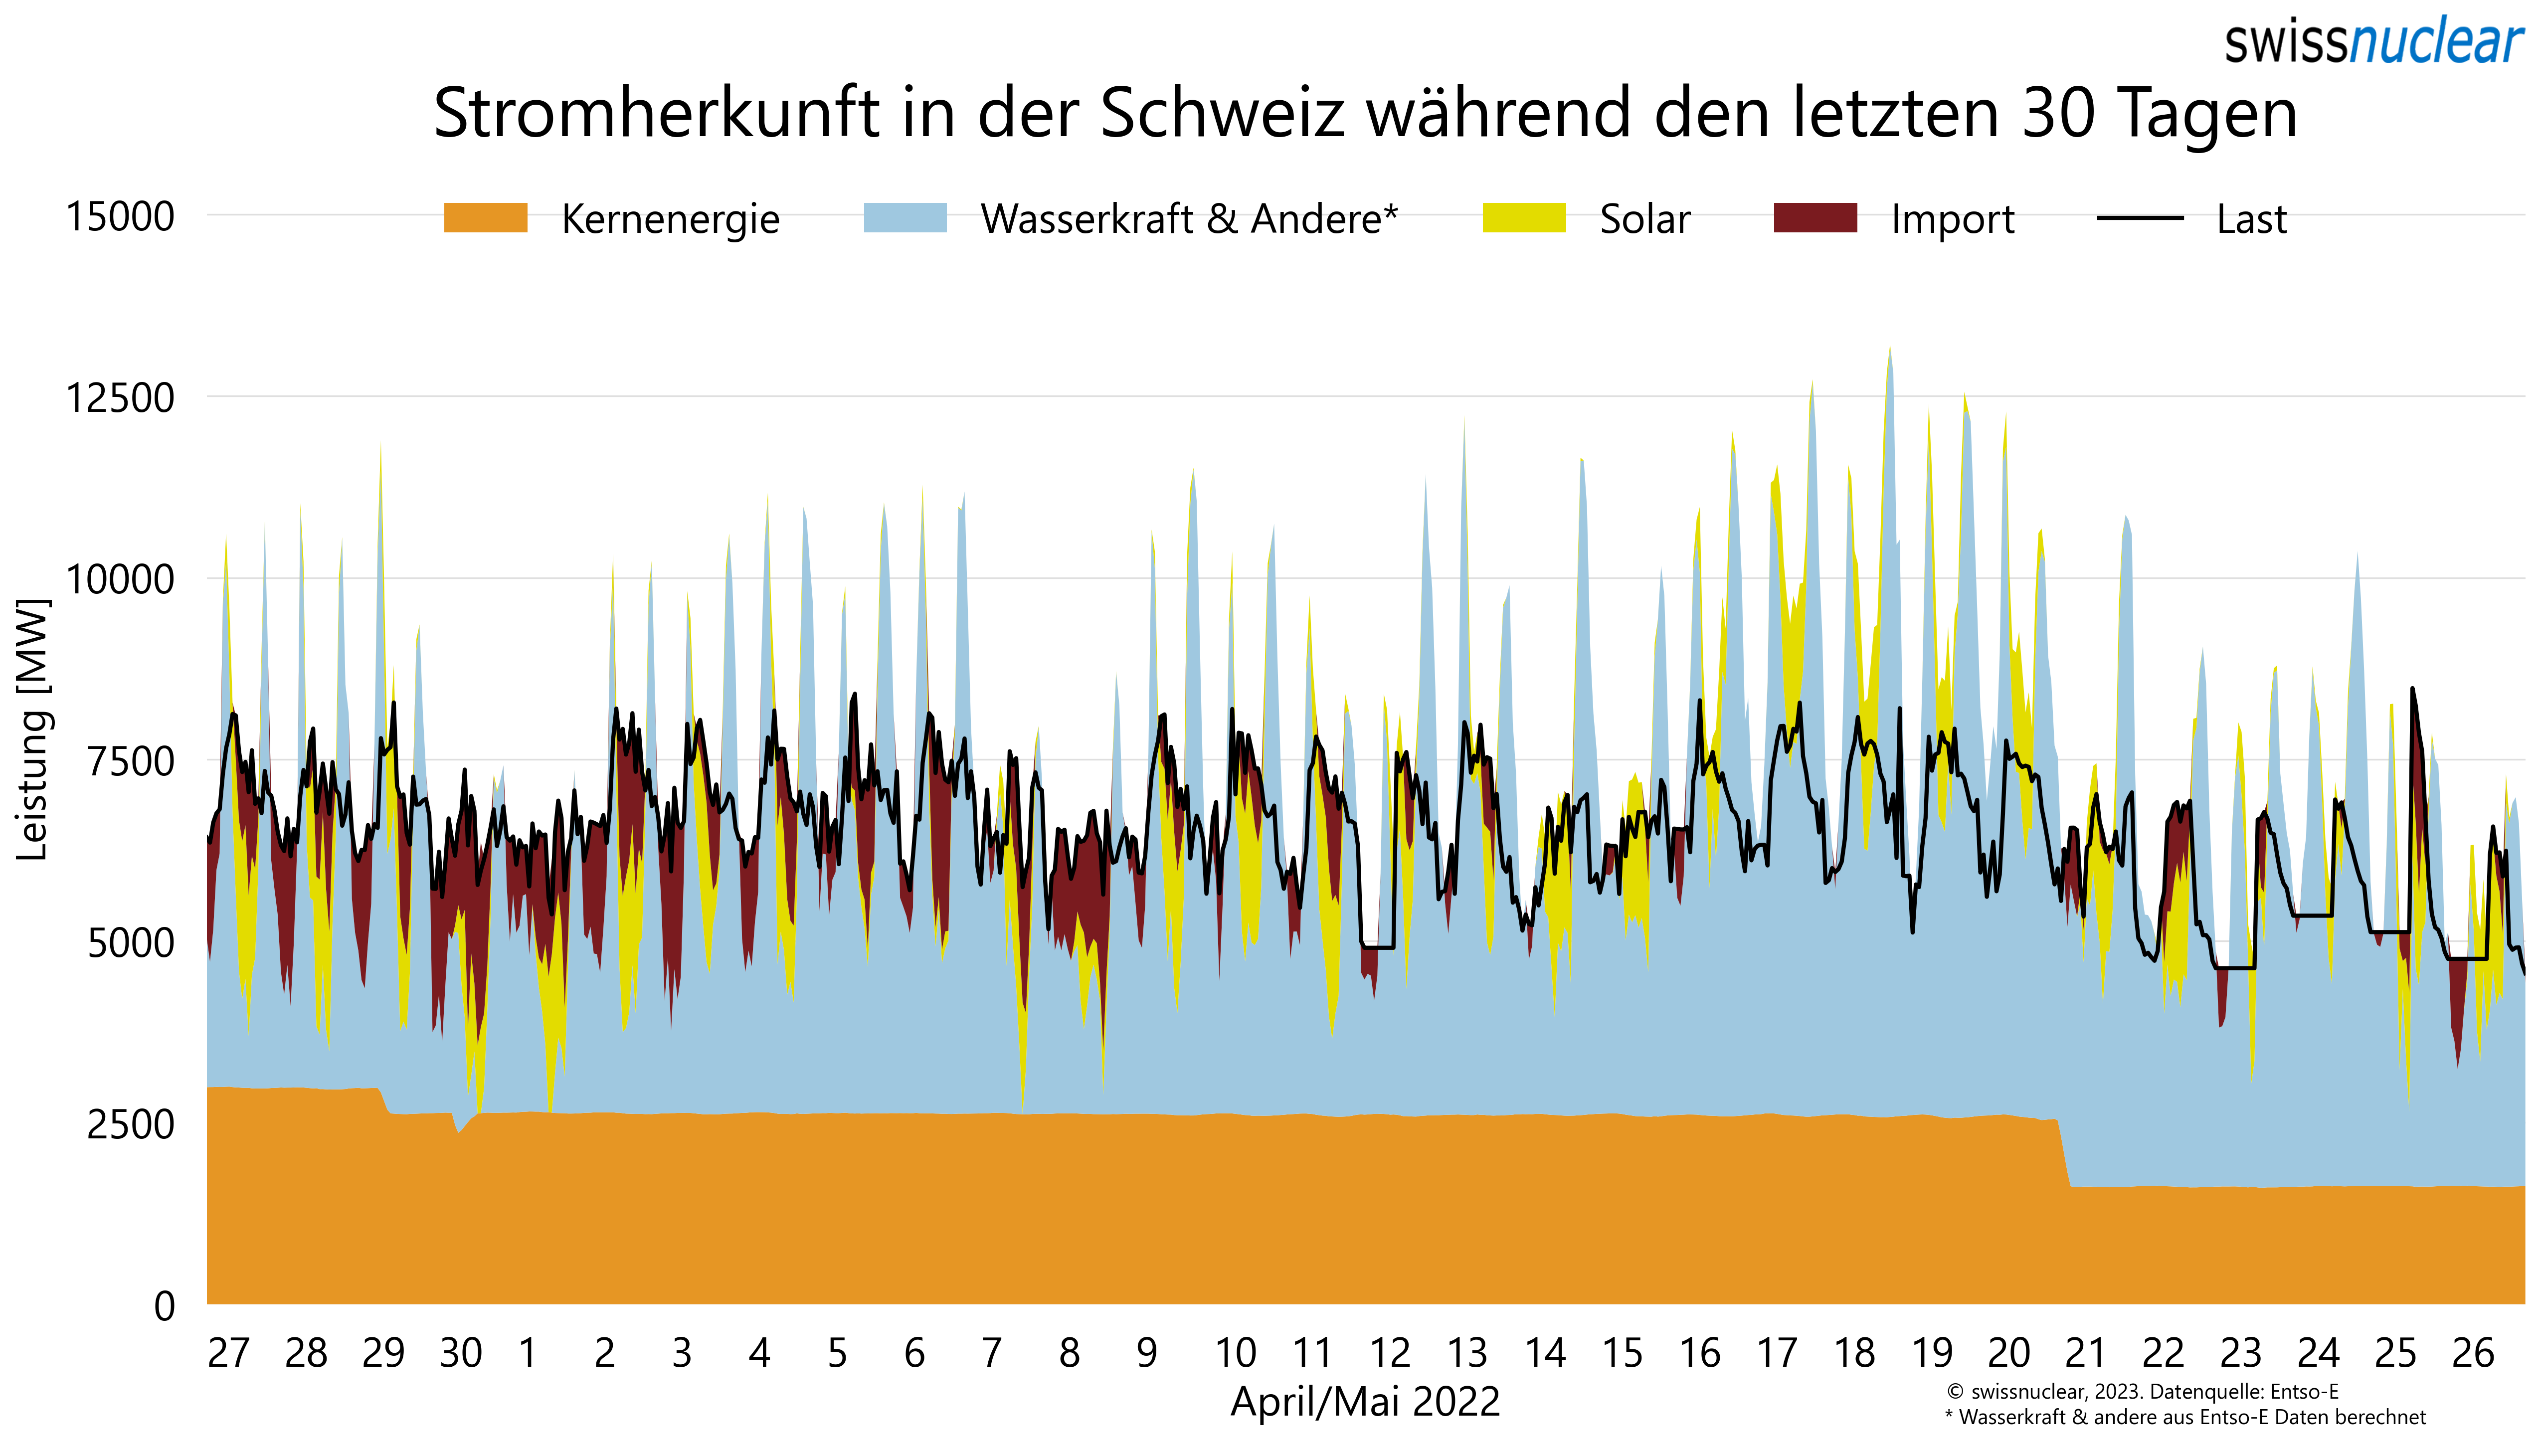 swissnuclear
Stromherkunft in der Schweiz während den letzten 30 Tagen
Kernenergie Wasserkraft & Andere* Solar Import Last
15000
12500
10000
7500
5000
2500
0
Leistung [MW]
27 28 29 30 1 2 3 4 5 6 7 8 9 10 11 12 13 14 15 16 17 18 19 20 21 22 23 24 25 26
April/Mai 2022
© swissnuclear, 2023. Datenquelle: Entso-E
* Wasserkraft & andere aus Entso-E Daten berechnet